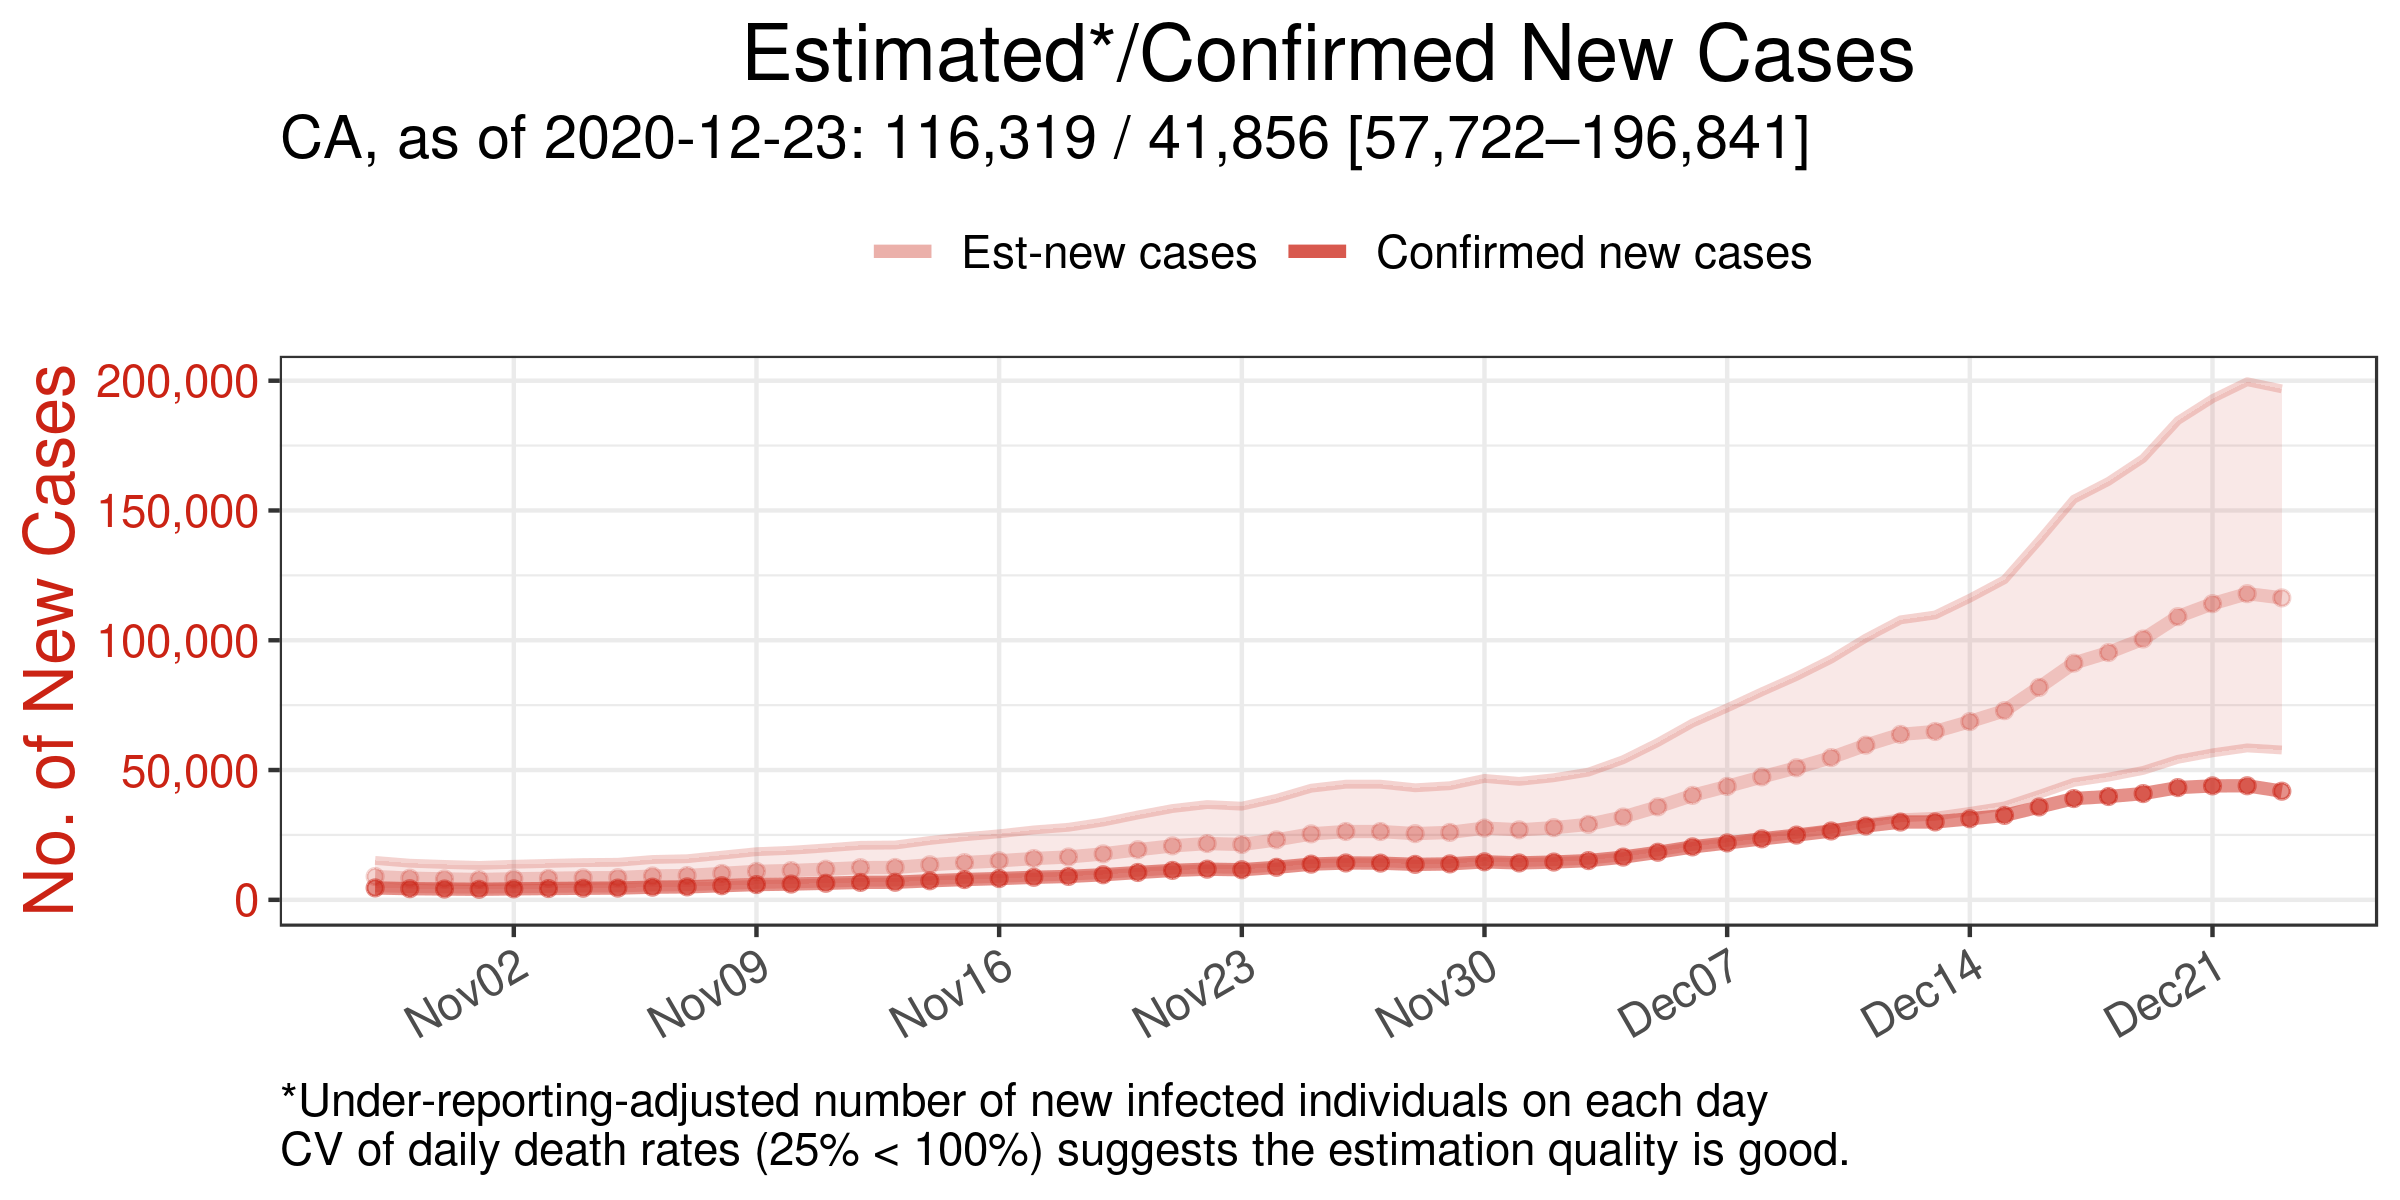 Estimated*/Confirmed New Cases
CA, as of 2020-12-23: 116,319 / 41,856 [57,722–196,841]
Est-new cases
Confirmed new cases
No. of New Cases
200,000
150,000
100,000
50,000
0
Nov02
Nov09
Nov16
Nov23
Nov30
Dec07
Dec14
Dec21
*Under-reporting-adjusted number of new infected individuals on each day
CV of daily death rates (25% < 100%) suggests the estimation quality is good.